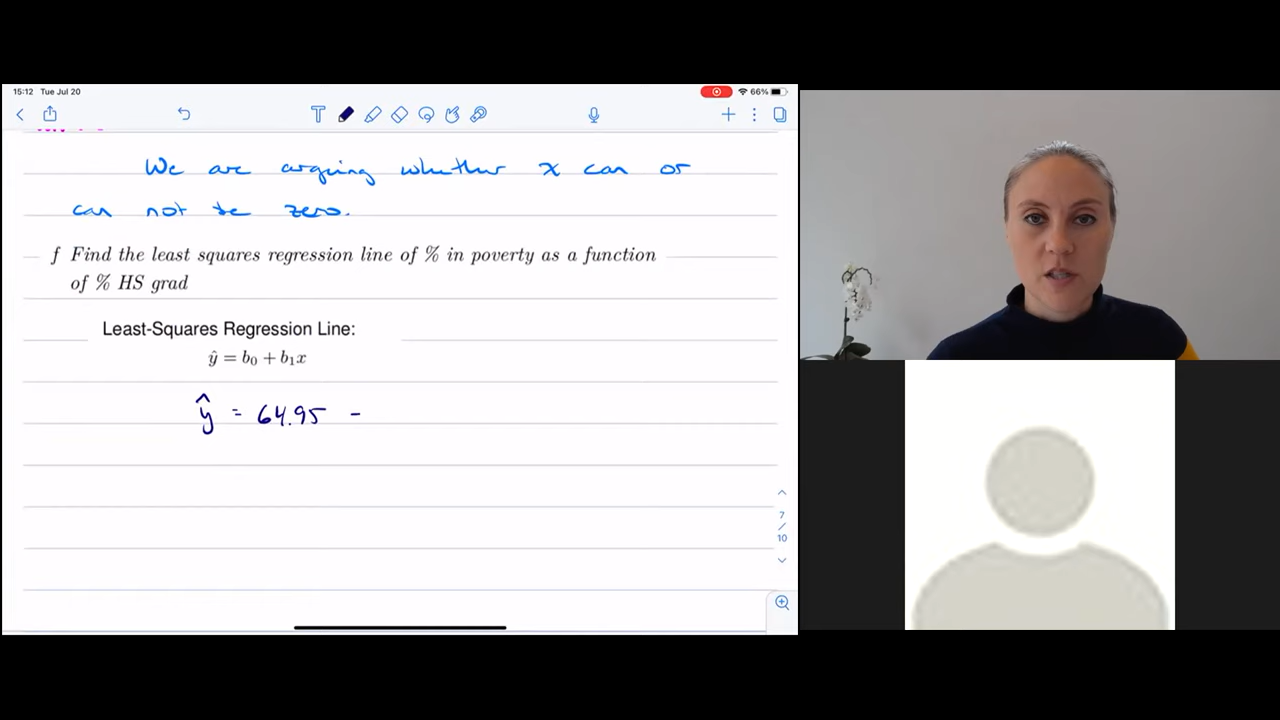 15:12 Tue Jul 20
66%
We are arguing whether x can or
can not be zero.
f Find the least squares regression line of % in poverty as a function
of % HS grad
Least-Squares Regression Line:
ŷ = b₀ + b₁x
ŷ = 64.95 -
7
/
10